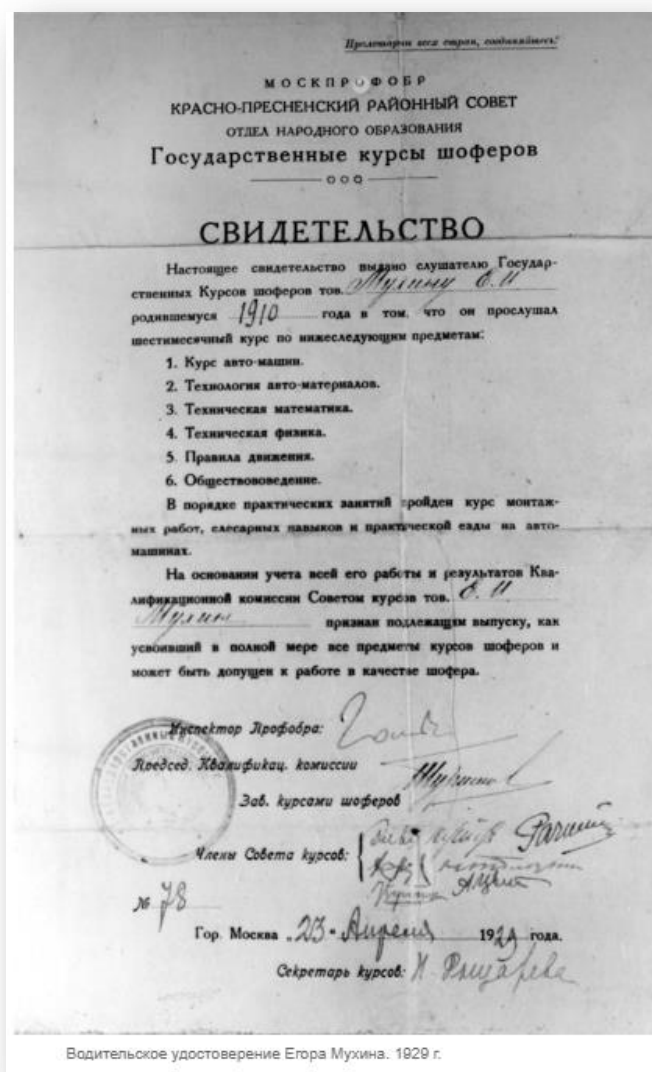 Пролетарии всех стран, соединяйтесь!
МОСКПРОФОБР
КРАСНО-ПРЕСНЕНСКИЙ РАЙОННЫЙ СОВЕТ
ОТДЕЛ НАРОДНОГО ОБРАЗОВАНИЯ
Государственные курсы шоферов
СВИДЕТЕЛЬСТВО
Настоящее свидетельство выдано слушателю Государ-
ственных Курсов шоферов тов. Мухину Е. И.
родившемуся 1910 года в том, что он прослушал
шестимесячный курс по нижеследующим предметам:
1. Курс авто-машин.
2. Технология авто-материалов.
3. Техническая математика.
4. Техническая физика.
5. Правила движения.
6. Обществоведение.
В порядке практических занятий пройден курс монтаж-
ных работ, слесарных навыков и практической езды на авто-
машинах.
На основании учета всей его работы и результатов Ква-
лификационной комиссии Советом курсов тов. Е. И.
Мухин признан подлежащим выпуску, как
усвоивший в полной мере все предметы курсов шоферов и
может быть допущен к работе в качестве шофера.
Инспектор Профобра:
Председ. Квалификац. комиссии
Зав. курсами шоферов
Члены Совета курсов:
№ 78
Гор. Москва „23" Апреля 1929 года.
Секретарь курсов:
Водительское удостоверение Егора Мухина. 1929 г.